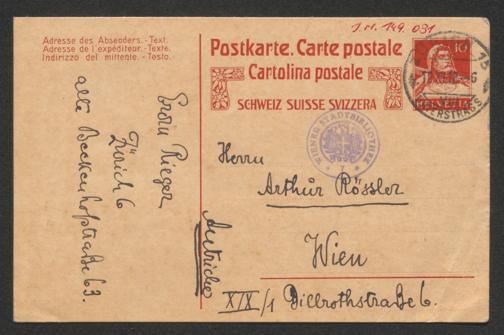 J.N. 149.031
Adresse des Absenders.-Text.
Adresse de l'expéditeur.-Texte.
Indirizzo del mittente.-Testo.
Postkarte. Carte postale
Cartolina postale
SCHWEIZ SUISSE SVIZZERA
10
WIENER STADTBIBLIOTHEK
Erwin Rieger
Zürich 6
alte Beckenhofstraße 63.
Herrn
Arthur Rössler
Wien
Autriche
XIX/1 Billrothstraße 6.